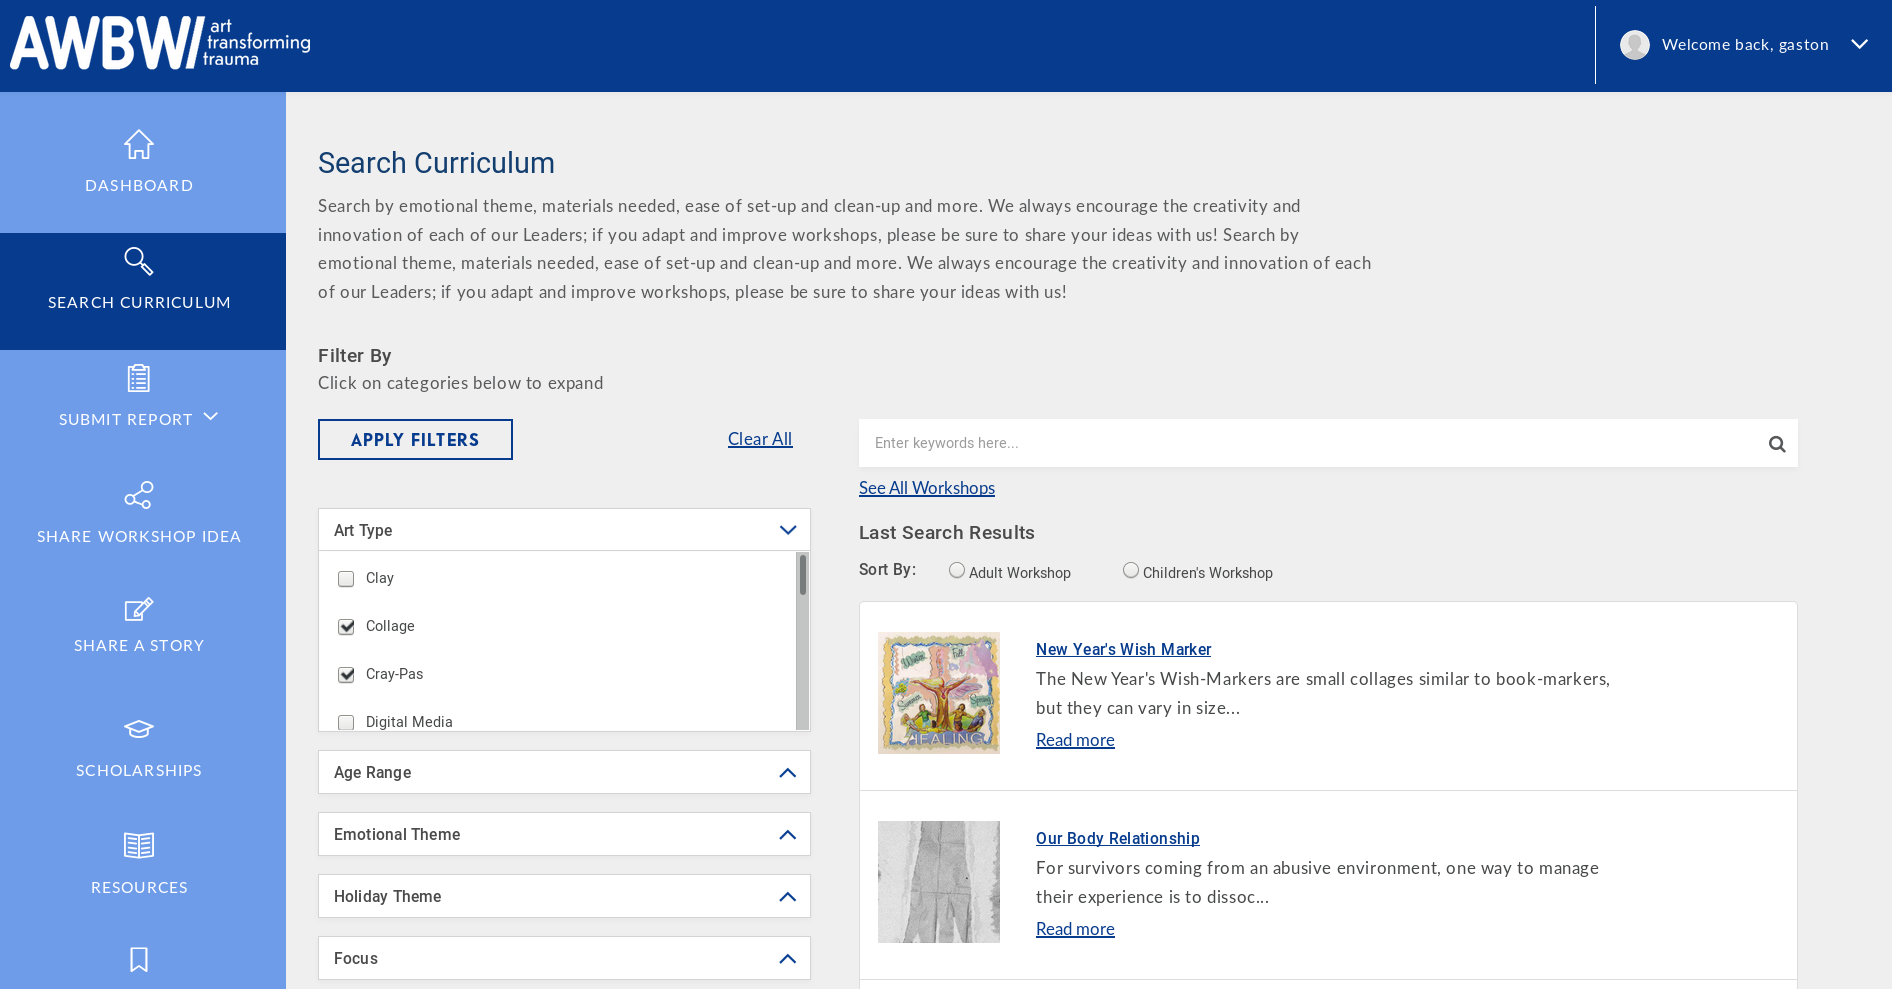 AWBW/ art
transforming
trauma
Welcome back, gaston
DASHBOARD
SEARCH CURRICULUM
SUBMIT REPORT
SHARE WORKSHOP IDEA
SHARE A STORY
SCHOLARSHIPS
RESOURCES
Search Curriculum
Search by emotional theme, materials needed, ease of set-up and clean-up and more. We always encourage the creativity and
innovation of each of our Leaders; if you adapt and improve workshops, please be sure to share your ideas with us! Search by
emotional theme, materials needed, ease of set-up and clean-up and more. We always encourage the creativity and innovation of each
of our Leaders; if you adapt and improve workshops, please be sure to share your ideas with us!
Filter By
Click on categories below to expand
APPLY FILTERS
Clear All
Art Type
Clay
Collage
Cray-Pas
Digital Media
Age Range
Emotional Theme
Holiday Theme
Focus
Enter keywords here...
See All Workshops
Last Search Results
Sort By: Adult Workshop Children's Workshop
Winter Fall
Summer Spring
HEALING
New Year's Wish Marker
The New Year's Wish-Markers are small collages similar to book-markers,
but they can vary in size...
Read more
Our Body Relationship
For survivors coming from an abusive environment, one way to manage
their experience is to dissoc...
Read more